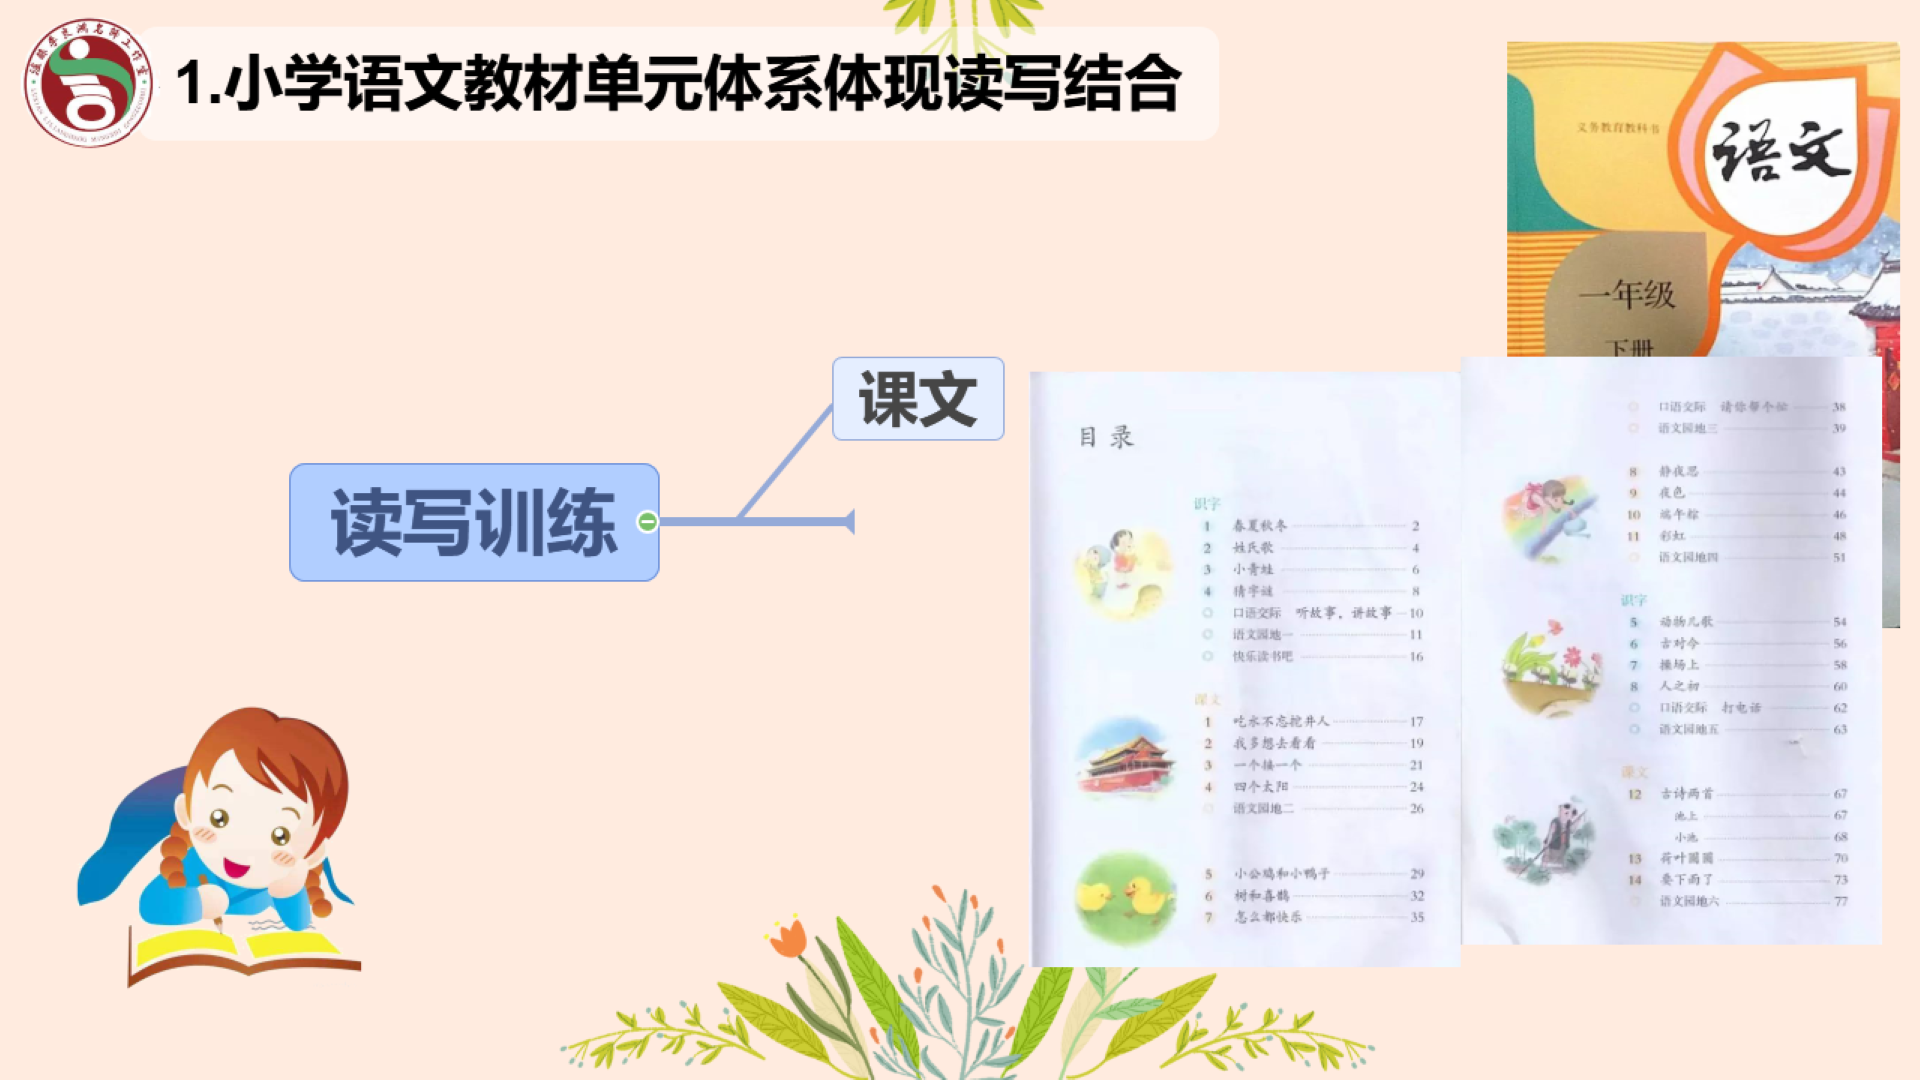 1.小学语文教材单元体系体现读写结合
义务教育教科书
语文
一年级
下册
读写训练
课文
目录
识字
1 春夏秋冬 2
2 姓氏歌 4
3 小青蛙 6
4 猜字谜 8
口语交际 听故事,讲故事 10
语文园地一 11
快乐读书吧 16
课文
1 吃水不忘挖井人 17
2 我多想去看看 19
3 一个接一个 21
4 四个太阳 24
语文园地二 26
5 小公鸡和小鸭子 29
6 树和喜鹊 32
7 怎么都快乐 35
口语交际 请你帮个忙 38
语文园地三 39
8 静夜思 43
9 夜色 44
10 端午粽 46
11 彩虹 48
语文园地四 51
识字
5 动物儿歌 54
6 古对今 56
7 操场上 58
8 人之初 60
口语交际 打电话 62
语文园地五 63
课文
12 古诗两首 67
池上 67
小池 68
13 荷叶圆圆 70
14 要下雨了 73
语文园地六 77